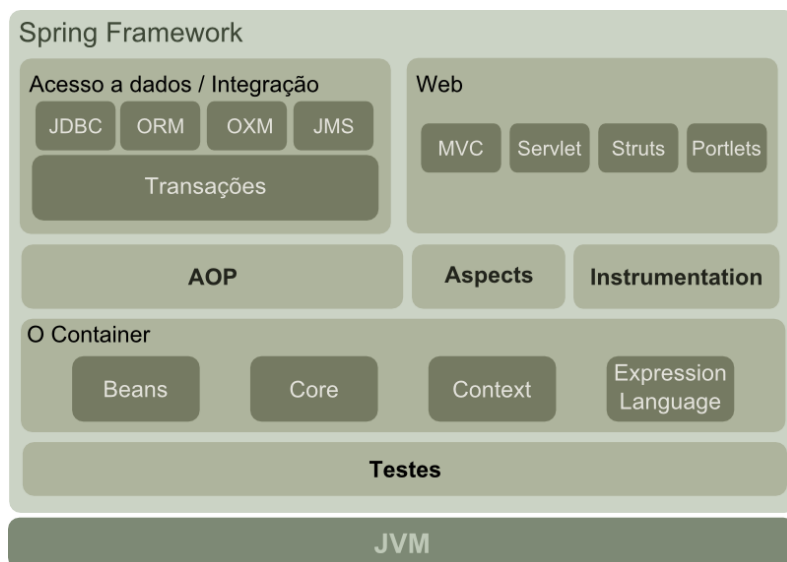 Spring Framework
Acesso a dados / Integração
JDBC
ORM
OXM
JMS
Transações
Web
MVC
Servlet
Struts
Portlets
AOP
Aspects
Instrumentation
O Container
Beans
Core
Context
Expression
Language
Testes
JVM